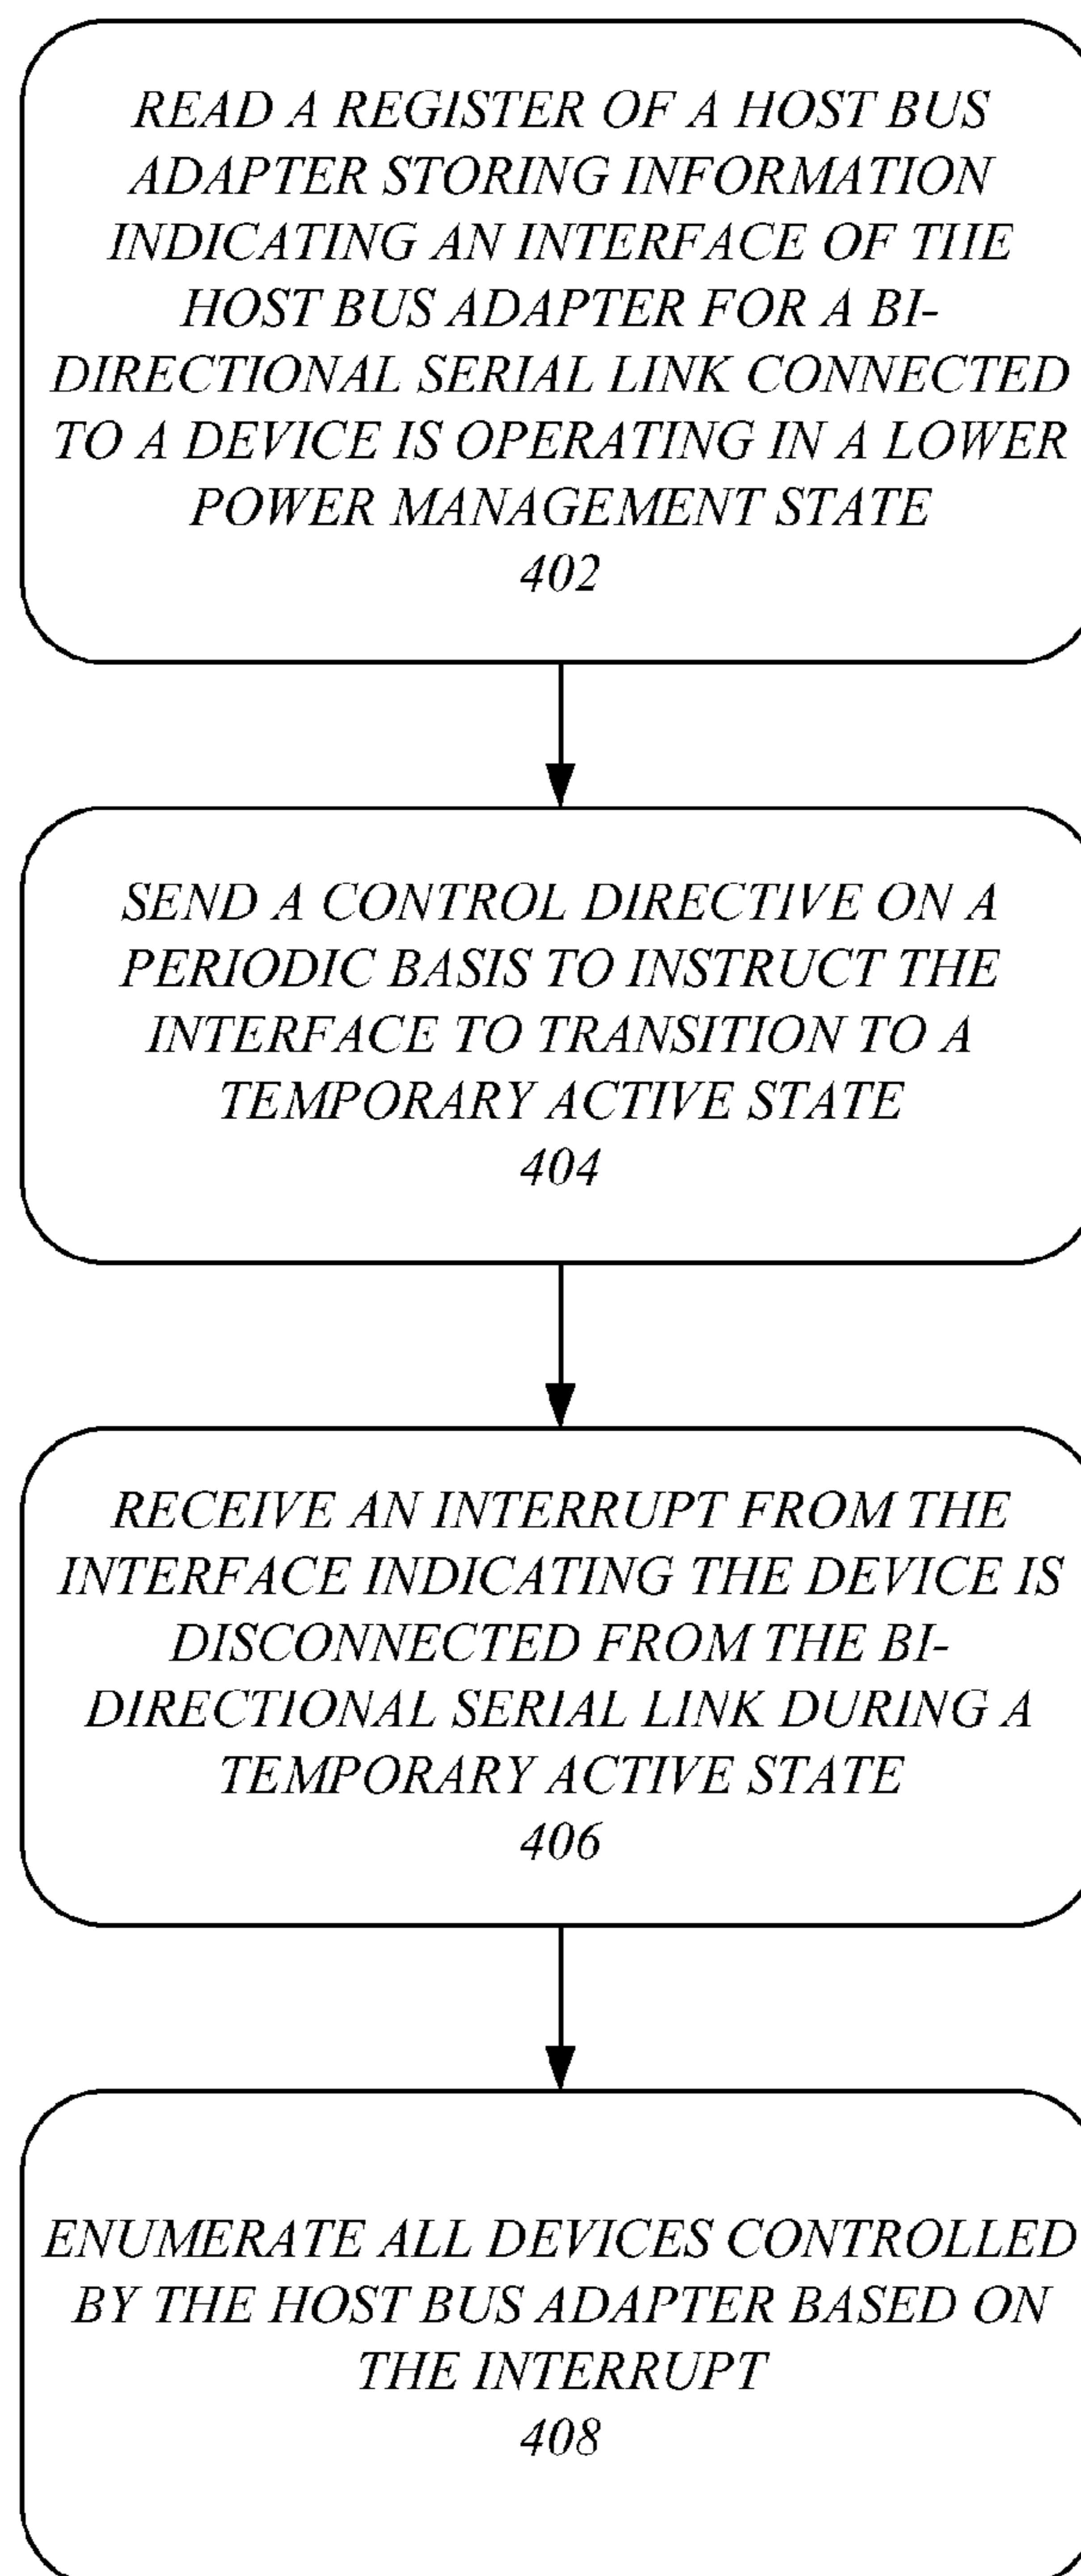 READ A REGISTER OF A HOST BUS
ADAPTER STORING INFORMATION
INDICATING AN INTERFACE OF THE
HOST BUS ADAPTER FOR A BI-
DIRECTIONAL SERIAL LINK CONNECTED
TO A DEVICE IS OPERATING IN A LOWER
POWER MANAGEMENT STATE
402
SEND A CONTROL DIRECTIVE ON A
PERIODIC BASIS TO INSTRUCT THE
INTERFACE TO TRANSITION TO A
TEMPORARY ACTIVE STATE
404
RECEIVE AN INTERRUPT FROM THE
INTERFACE INDICATING THE DEVICE IS
DISCONNECTED FROM THE BI-
DIRECTIONAL SERIAL LINK DURING A
TEMPORARY ACTIVE STATE
406
ENUMERATE ALL DEVICES CONTROLLED
BY THE HOST BUS ADAPTER BASED ON
THE INTERRUPT
408